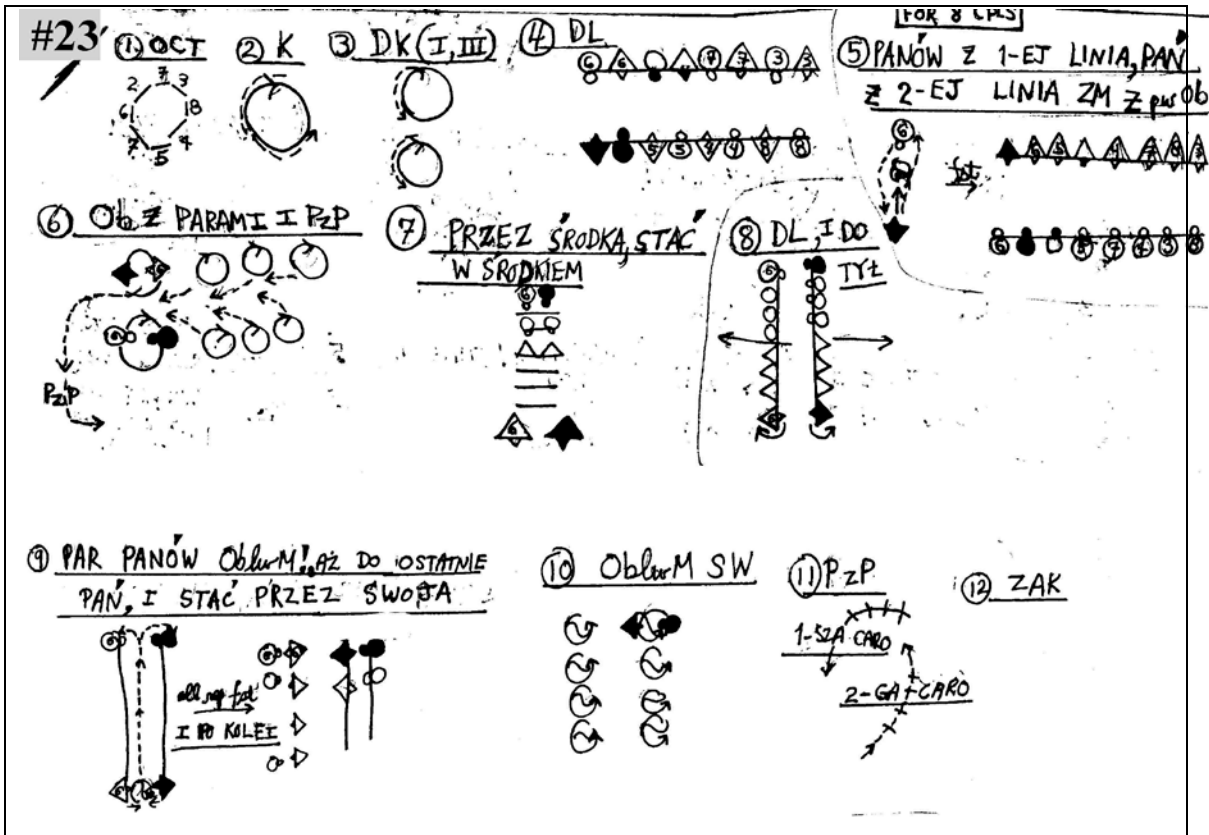 #23
① OCT
② K
③ DK (I, III)
④ DL
FOR 8 CPLS
⑤ PANÓW Z 1-EJ LINIA, PAŃ
Z 2-EJ LINIA ZM Z
⑥ Ob Z PARAMI I PzP
PzP
⑦ PRZEZ ŚRODKA, STAĆ
W ŚRODKIEM
⑧ DL, I DO
TYŁ
⑨ PAR PANÓW OblwM! AŻ DO OSTATNIE
PAŃ, I STAĆ PRZEZ SWOJA
I PO KOLEI
⑩ OblwM SW
⑪ PzP
1-SZA CARO
2-GA CARO
⑫ ZAK